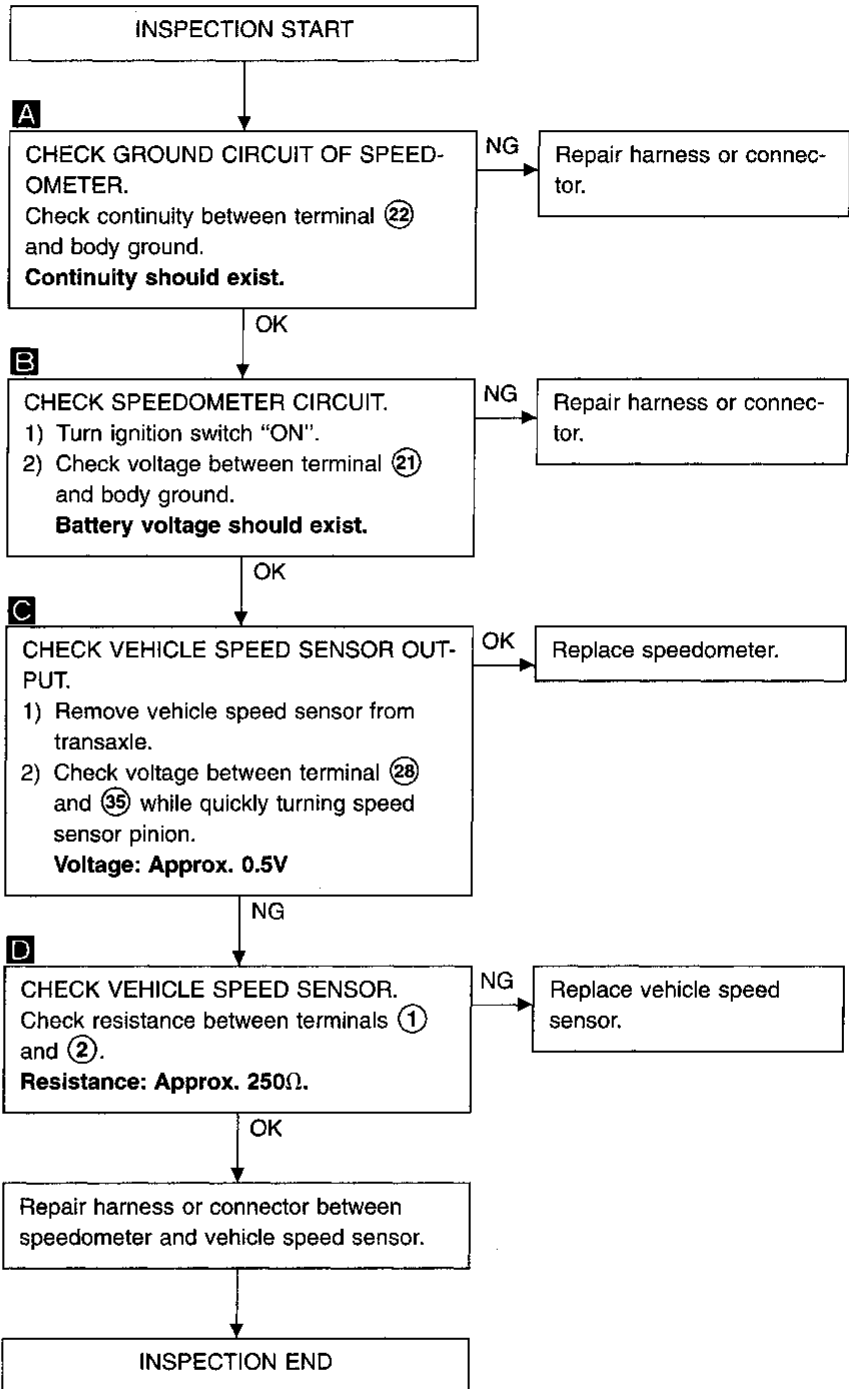 INSPECTION START
A
CHECK GROUND CIRCUIT OF SPEED-
OMETER.
Check continuity between terminal 22
and body ground.
Continuity should exist.
NG
Repair harness or connec-
tor.
OK
B
CHECK SPEEDOMETER CIRCUIT.
1) Turn ignition switch “ON”.
2) Check voltage between terminal 21
and body ground.
Battery voltage should exist.
NG
Repair harness or connec-
tor.
OK
C
CHECK VEHICLE SPEED SENSOR OUT-
PUT.
1) Remove vehicle speed sensor from
transaxle.
2) Check voltage between terminal 28
and 35 while quickly turning speed
sensor pinion.
Voltage: Approx. 0.5V
OK
Replace speedometer.
NG
D
CHECK VEHICLE SPEED SENSOR.
Check resistance between terminals 1
and 2.
Resistance: Approx. 250Ω.
NG
Replace vehicle speed
sensor.
OK
Repair harness or connector between
speedometer and vehicle speed sensor.
INSPECTION END